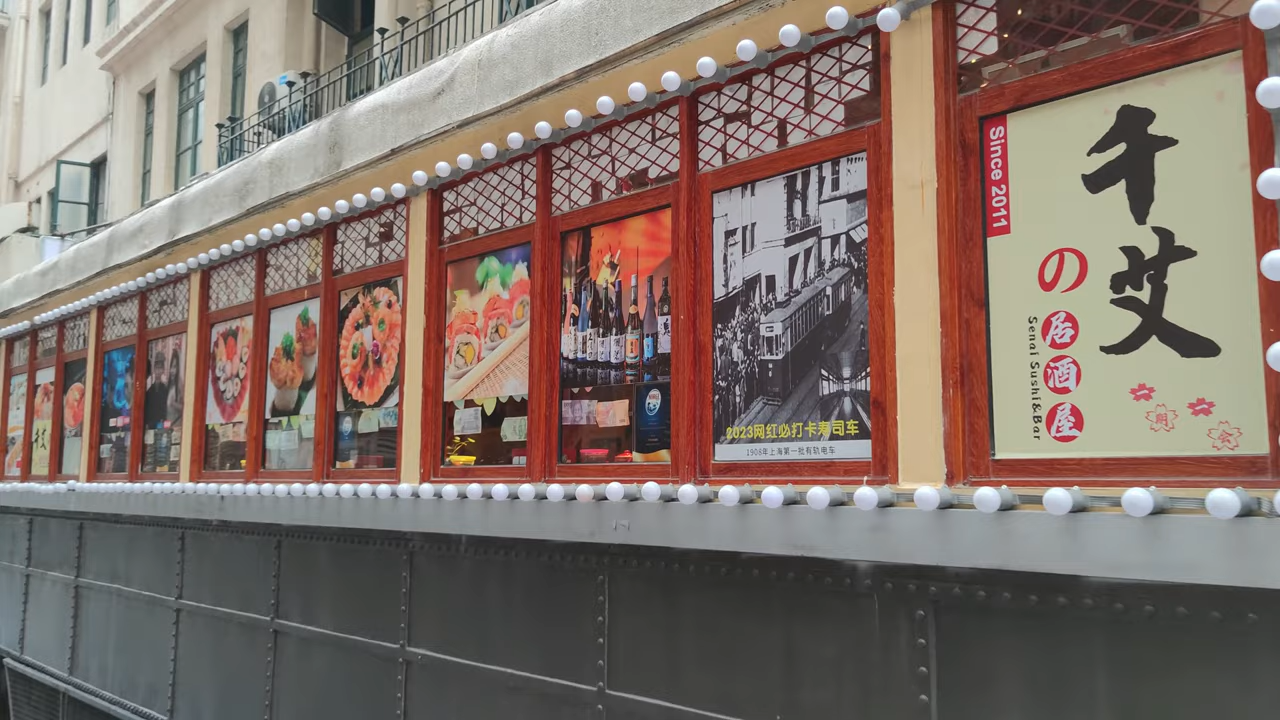 Since 2011
千艾
の
居酒屋
Senai Sushi&Bar
2023网红必打卡寿司车
1908年上海第一批有轨电车